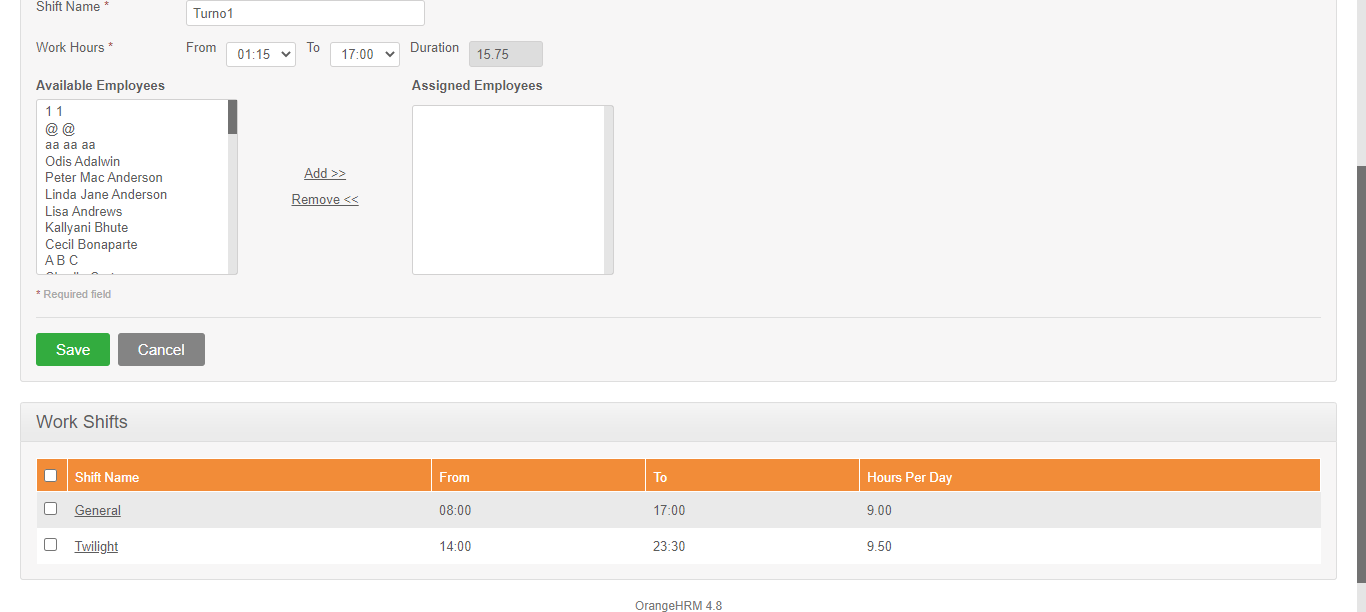 Shift Name *
Turno1
Work Hours *
From
01:15
To
17:00
Duration
15.75
Available Employees
Assigned Employees
1 1
@ @
aa aa aa
Odis Adalwin
Peter Mac Anderson
Linda Jane Anderson
Lisa Andrews
Kallyani Bhute
Cecil Bonaparte
A B C
Add >>
Remove <<
* Required field
Save
Cancel
Work Shifts
Shift Name From To Hours Per Day
General 08:00 17:00 9.00
Twilight 14:00 23:30 9.50
OrangeHRM 4.8